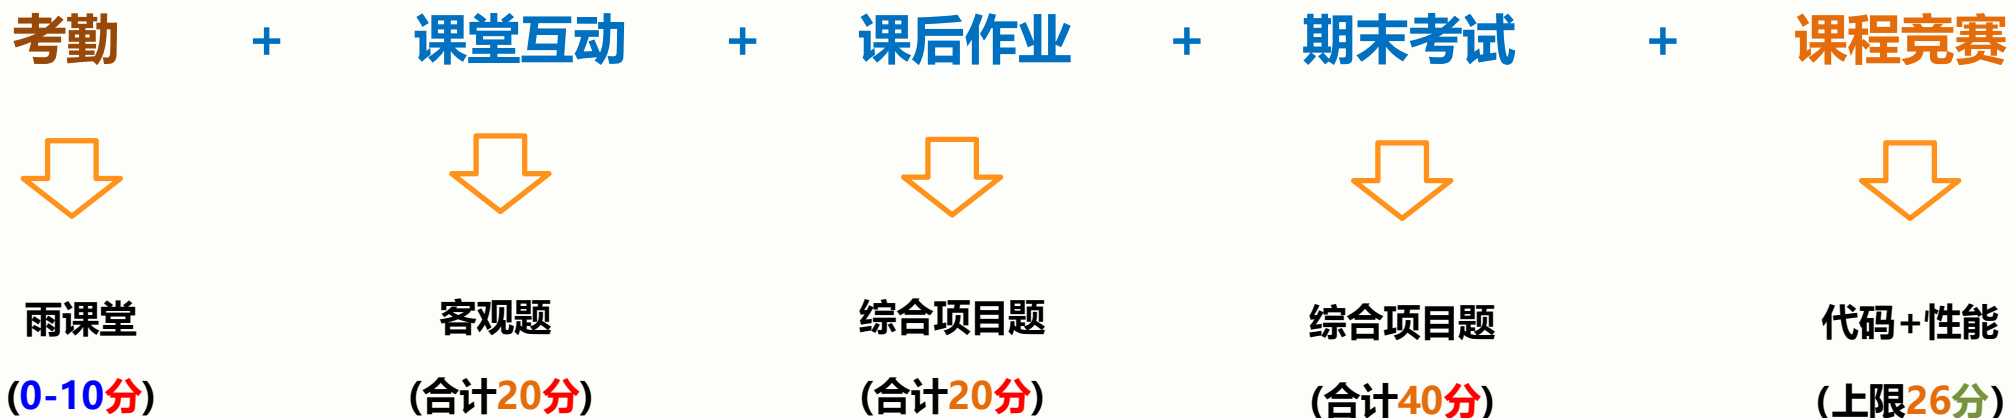 考勤 + 课堂互动 + 课后作业 + 期末考试 + 课程竞赛
雨课堂 客观题 综合项目题 综合项目题 代码+性能
(0-10分) (合计20分) (合计20分) (合计40分) (上限26分)